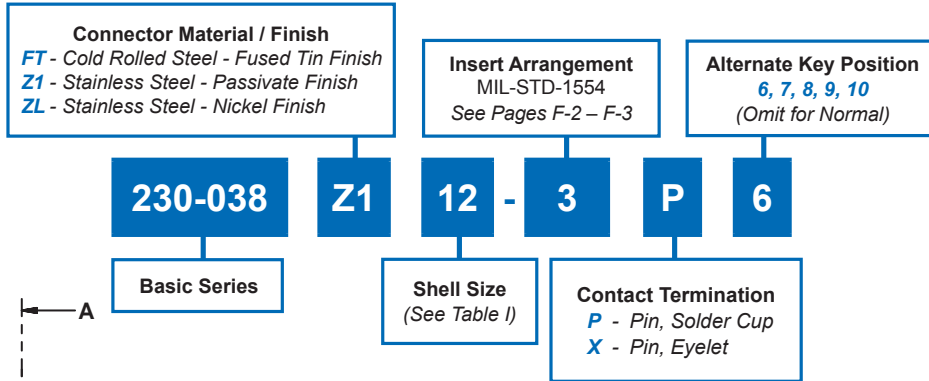 Connector Material / Finish
FT - Cold Rolled Steel - Fused Tin Finish
Z1 - Stainless Steel - Passivate Finish
ZL - Stainless Steel - Nickel Finish
Insert Arrangement
MIL-STD-1554
See Pages F-2 – F-3
Alternate Key Position
6, 7, 8, 9, 10
(Omit for Normal)
230-038 Z1 12 - 3 P 6
Basic Series
Shell Size
(See Table I)
Contact Termination
P - Pin, Solder Cup
X - Pin, Eyelet
A